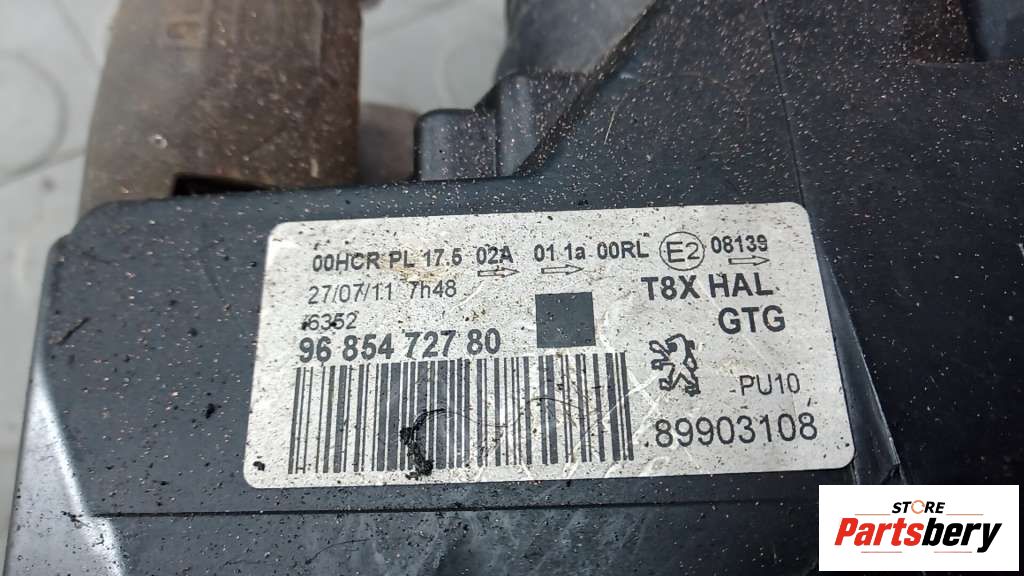 00HCR PL 17.5 02A 01 1a 00RL E2 08139
27/07/11 7h48
T8X HAL
6352
GTG
96 854 727 80
PU10
89903108
STORE
Partsbery